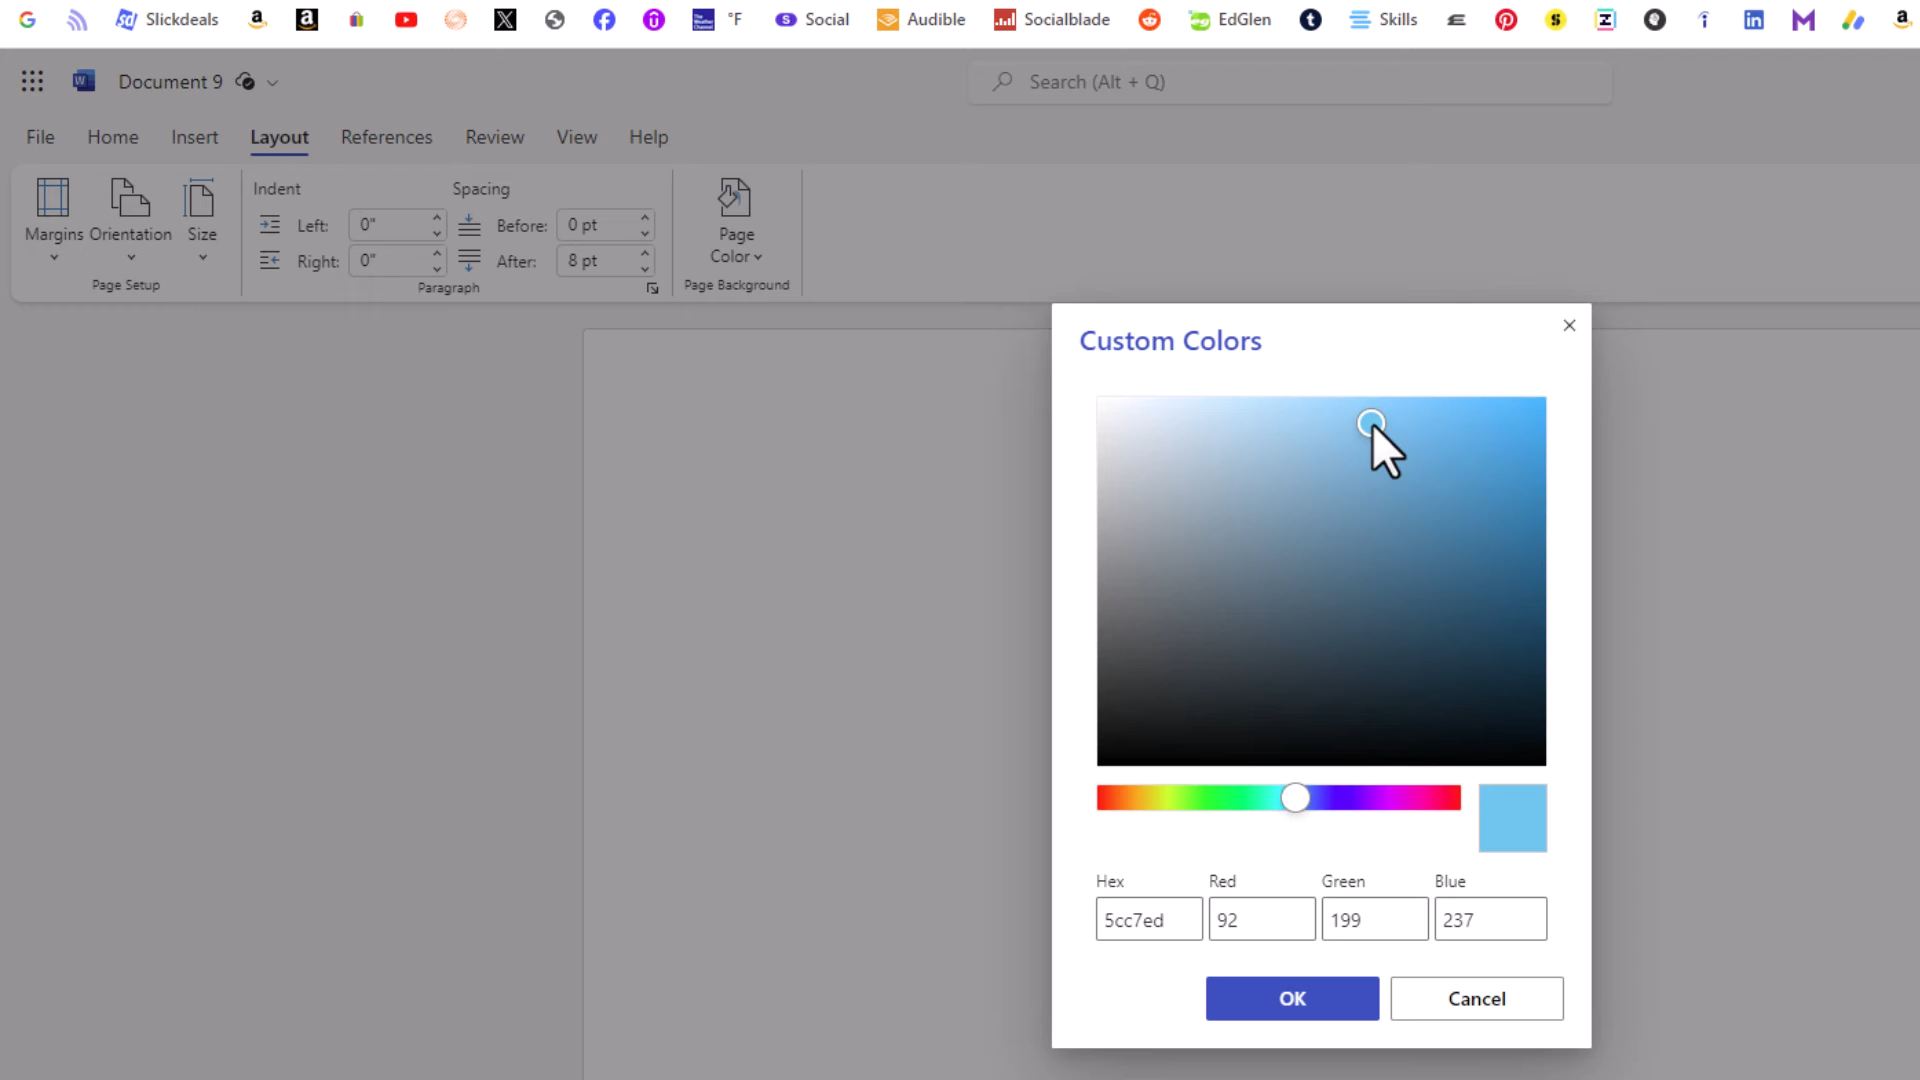 Slickdeals °F Social Audible Socialblade EdGlen Skills
Document 9
Search (Alt + Q)
File Home Insert Layout References Review View Help
Margins Orientation Size
Page Setup
Indent Spacing
Left: 0" Before: 0 pt
Right: 0" After: 8 pt
Paragraph
Page
Color
Page Background
Custom Colors
Hex Red Green Blue
5cc7ed 92 199 237
OK Cancel